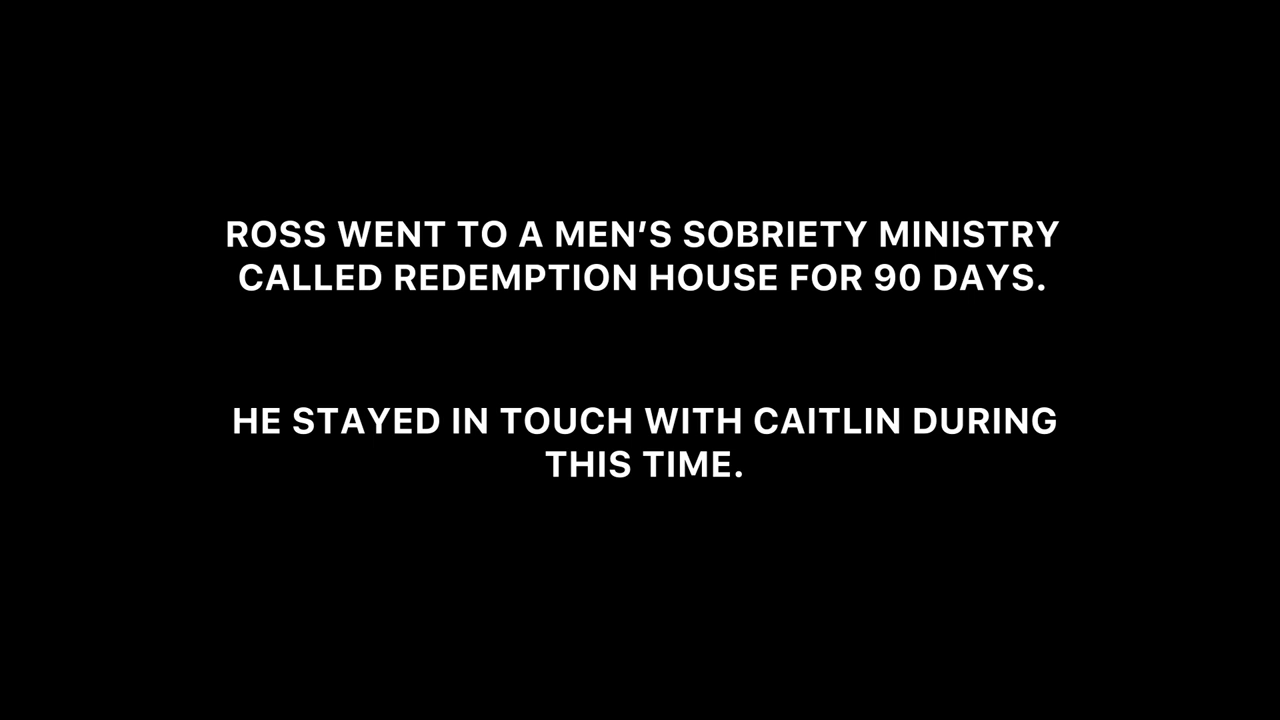 ROSS WENT TO A MEN’S SOBRIETY MINISTRY
CALLED REDEMPTION HOUSE FOR 90 DAYS.
HE STAYED IN TOUCH WITH CAITLIN DURING
THIS TIME.